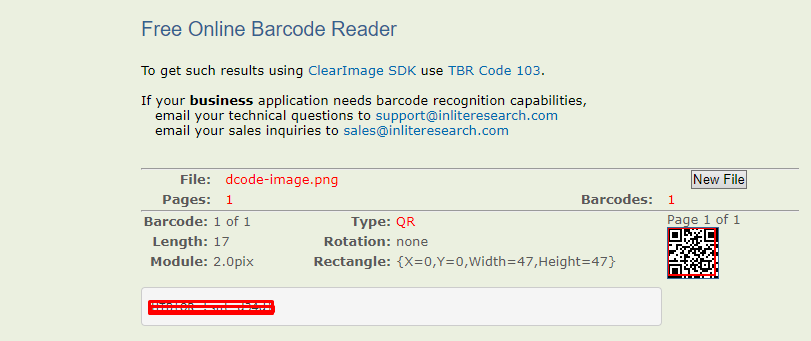 Free Online Barcode Reader
To get such results using ClearImage SDK use TBR Code 103.
If your business application needs barcode recognition capabilities,
email your technical questions to support@inliteresearch.com
email your sales inquiries to sales@inliteresearch.com
File: dcode-image.png New File
Pages: 1 Barcodes: 1
Barcode: 1 of 1 Type: QR Page 1 of 1
Length: 17 Rotation: none
Module: 2.0pix Rectangle: {X=0,Y=0,Width=47,Height=47}